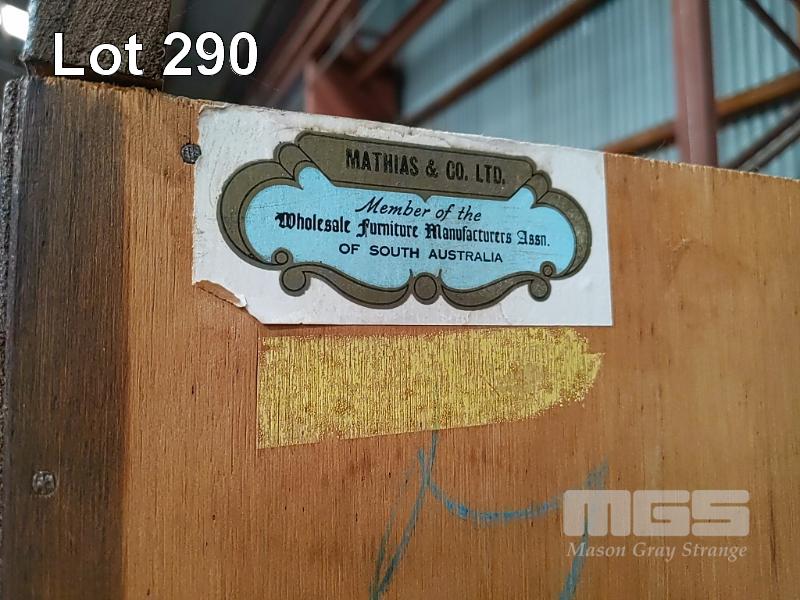 Lot 290
MATHIAS & CO. LTD.
Member of the
Wholesale Furniture Manufacturers Assn.
OF SOUTH AUSTRALIA
MGS
Mason Gray Strange